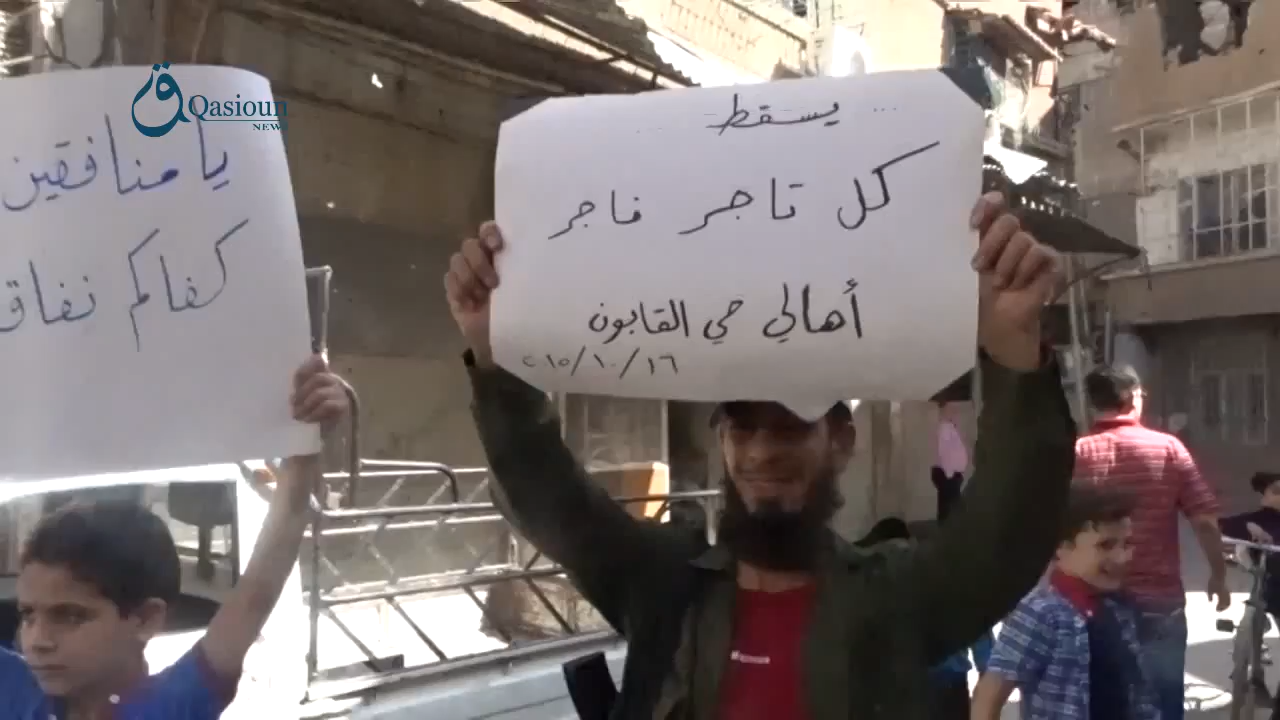 Qasioun
NEWS
يا منافقين
كفاكم نفاق
... يسقط ...
كل تاجر فاجر
أهالي حي القابون
٢٠١٥/١٠/١٦